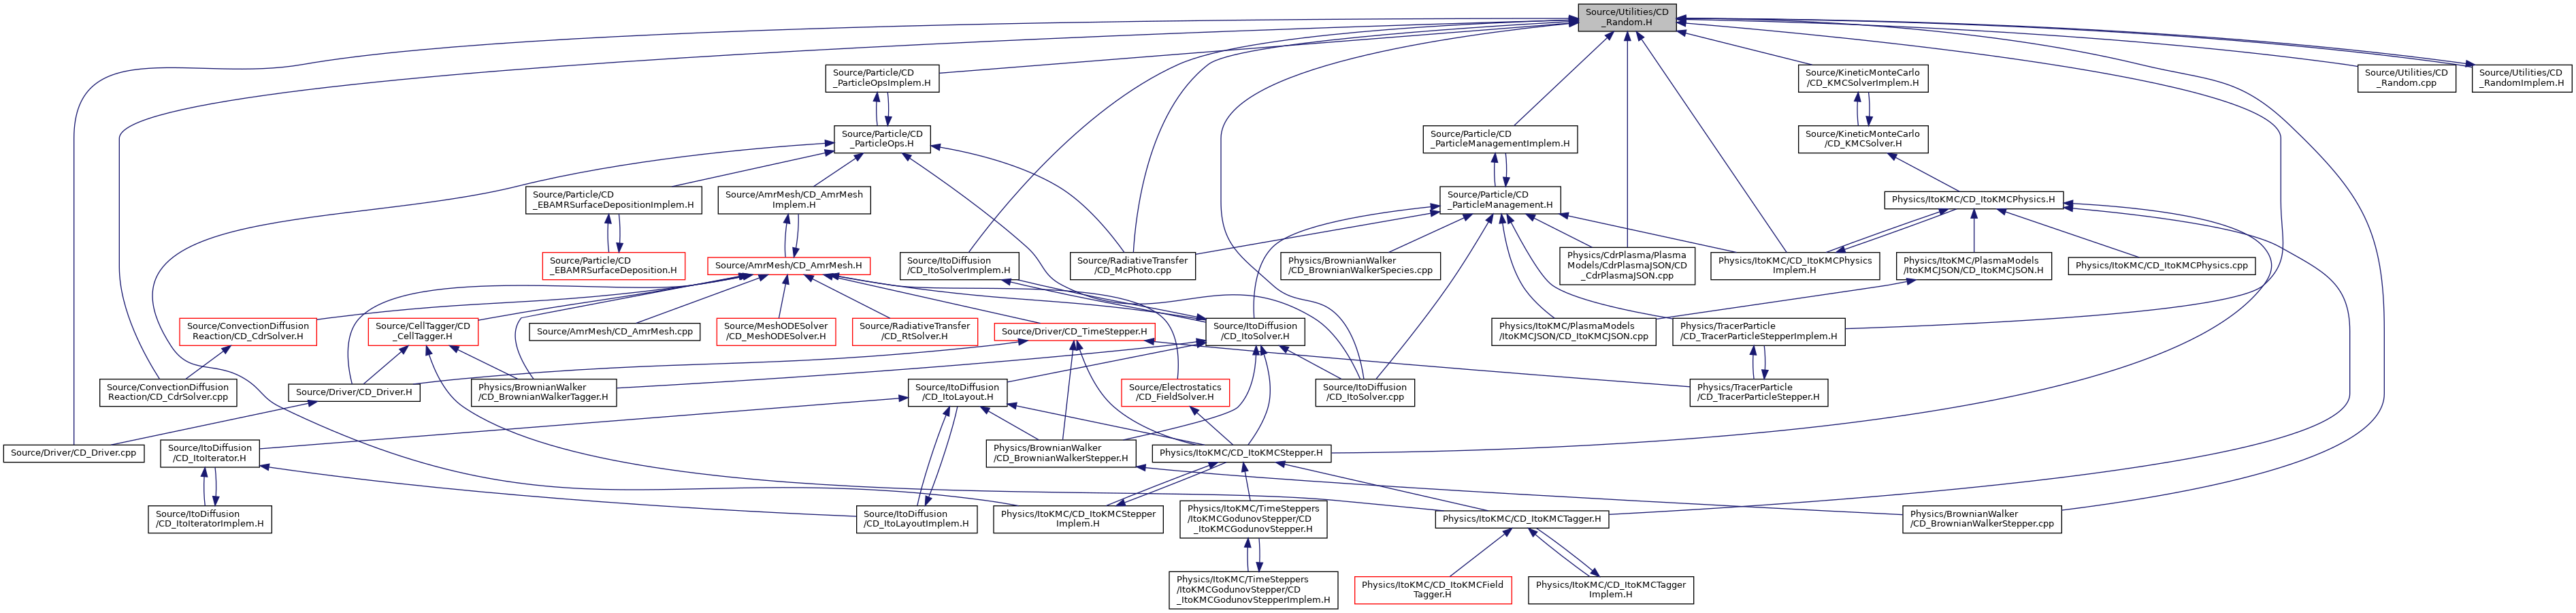 Source/Utilities/CD
_Random.H
Source/Particle/CD
_ParticleOpsImplem.H
Source/KineticMonteCarlo
/CD_KMCSolverImplem.H
Source/Utilities/CD
_Random.cpp
Source/Utilities/CD
_RandomImplem.H
Source/Particle/CD
_ParticleOps.H
Source/Particle/CD
_ParticleManagementImplem.H
Source/KineticMonteCarlo
/CD_KMCSolver.H
Source/Particle/CD
_EBAMRSurfaceDepositionImplem.H
Source/AmrMesh/CD_AmrMesh
Implem.H
Source/Particle/CD
_ParticleManagement.H
Physics/ItoKMC/CD_ItoKMCPhysics.H
Source/Particle/CD
_EBAMRSurfaceDeposition.H
Source/AmrMesh/CD_AmrMesh.H
Source/ItoDiffusion
/CD_ItoSolverImplem.H
Source/RadiativeTransfer
/CD_McPhoto.cpp
Physics/BrownianWalker
/CD_BrownianWalkerSpecies.cpp
Physics/CdrPlasma/Plasma
Models/CdrPlasmaJSON/CD
_CdrPlasmaJSON.cpp
Physics/ItoKMC/CD_ItoKMCPhysics
Implem.H
Physics/ItoKMC/PlasmaModels
/ItoKMCJSON/CD_ItoKMCJSON.H
Physics/ItoKMC/CD_ItoKMCPhysics.cpp
Source/ConvectionDiffusion
Reaction/CD_CdrSolver.H
Source/CellTagger/CD
_CellTagger.H
Source/AmrMesh/CD_AmrMesh.cpp
Source/MeshODESolver
/CD_MeshODESolver.H
Source/RadiativeTransfer
/CD_RtSolver.H
Source/Driver/CD_TimeStepper.H
Source/ItoDiffusion
/CD_ItoSolver.H
Physics/ItoKMC/PlasmaModels
/ItoKMCJSON/CD_ItoKMCJSON.cpp
Physics/TracerParticle
/CD_TracerParticleStepperImplem.H
Source/ConvectionDiffusion
Reaction/CD_CdrSolver.cpp
Source/Driver/CD_Driver.H
Physics/BrownianWalker
/CD_BrownianWalkerTagger.H
Source/ItoDiffusion
/CD_ItoLayout.H
Source/Electrostatics
/CD_FieldSolver.H
Source/ItoDiffusion
/CD_ItoSolver.cpp
Physics/TracerParticle
/CD_TracerParticleStepper.H
Source/Driver/CD_Driver.cpp
Source/ItoDiffusion
/CD_ItoIterator.H
Physics/BrownianWalker
/CD_BrownianWalkerStepper.H
Physics/ItoKMC/CD_ItoKMCStepper.H
Source/ItoDiffusion
/CD_ItoIteratorImplem.H
Source/ItoDiffusion
/CD_ItoLayoutImplem.H
Physics/ItoKMC/CD_ItoKMCStepper
Implem.H
Physics/ItoKMC/TimeSteppers
/ItoKMCGodunovStepper/CD
_ItoKMCGodunovStepper.H
Physics/ItoKMC/CD_ItoKMCTagger.H
Physics/BrownianWalker
/CD_BrownianWalkerStepper.cpp
Physics/ItoKMC/TimeSteppers
/ItoKMCGodunovStepper/CD
_ItoKMCGodunovStepperImplem.H
Physics/ItoKMC/CD_ItoKMCField
Tagger.H
Physics/ItoKMC/CD_ItoKMCTagger
Implem.H